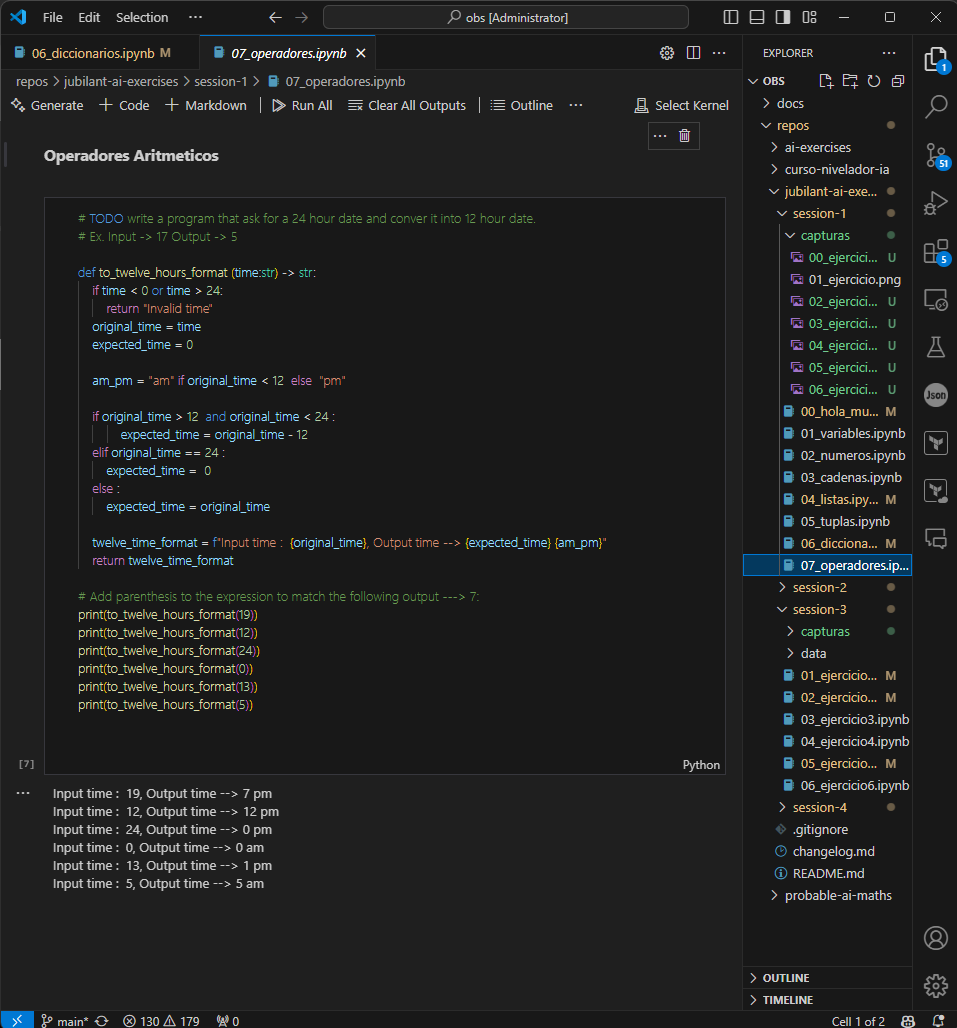 File Edit Selection ··· obs [Administrator]
06_diccionarios.ipynb M
07_operadores.ipynb
repos > jubilant-ai-exercises > session-1 > 07_operadores.ipynb
Generate + Code + Markdown Run All Clear All Outputs Outline ··· Select Kernel
Operadores Aritmeticos
# TODO write a program that ask for a 24 hour date and conver it into 12 hour date.
# Ex. Input -> 17 Output -> 5
def to_twelve_hours_format (time:str) -> str:
if time < 0 or time > 24:
return "Invalid time"
original_time = time
expected_time = 0
am_pm = "am" if original_time < 12 else "pm"
if original_time > 12 and original_time < 24 :
expected_time = original_time - 12
elif original_time == 24 :
expected_time = 0
else :
expected_time = original_time
twelve_time_format = f"Input time : {original_time}, Output time --> {expected_time} {am_pm}"
return twelve_time_format
# Add parenthesis to the expression to match the following output ---> 7:
print(to_twelve_hours_format(19))
print(to_twelve_hours_format(12))
print(to_twelve_hours_format(24))
print(to_twelve_hours_format(0))
print(to_twelve_hours_format(13))
print(to_twelve_hours_format(5))
[7]
Python
Input time : 19, Output time --> 7 pm
Input time : 12, Output time --> 12 pm
Input time : 24, Output time --> 0 pm
Input time : 0, Output time --> 0 am
Input time : 13, Output time --> 1 pm
Input time : 5, Output time --> 5 am
EXPLORER
OBS
docs
repos
ai-exercises
curso-nivelador-ia
jubilant-ai-exe...
session-1
capturas
00_ejercici... U
01_ejercicio.png
02_ejercici... U
03_ejercici... U
04_ejercici... U
05_ejercici... U
06_ejercici... U
00_hola_mu... M
01_variables.ipynb
02_numeros.ipynb
03_cadenas.ipynb
04_listas.ipy... M
05_tuplas.ipynb
06_dicciona... M
07_operadores.ip...
session-2
session-3
capturas
data
01_ejercicio... M
02_ejercicio... M
03_ejercicio3.ipynb
04_ejercicio4.ipynb
05_ejercicio... M
06_ejercicio6.ipynb
session-4
.gitignore
changelog.md
README.md
probable-ai-maths
OUTLINE
TIMELINE
1
51
5
Json
main* 130 179 0
Cell 1 of 2